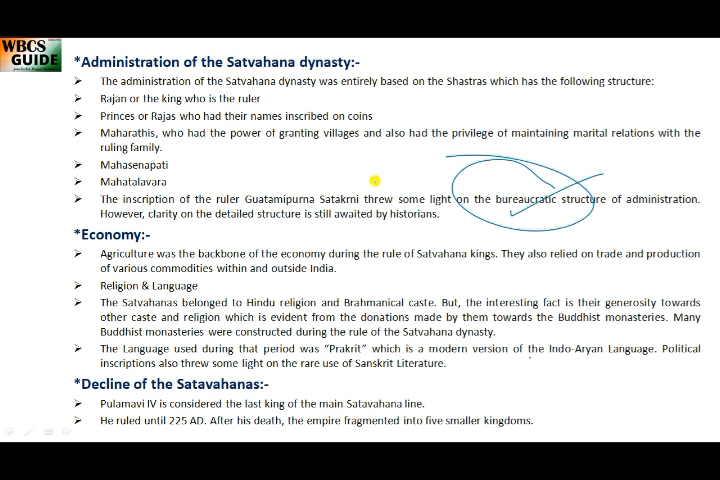 WBCS
GUIDE
*Administration of the Satvahana dynasty:-
➤ The administration of the Satvahana dynasty was entirely based on the Shastras which has the following structure:
➤ Rajan or the king who is the ruler
➤ Princes or Rajas who had their names inscribed on coins
➤ Maharathis, who had the power of granting villages and also had the privilege of maintaining marital relations with the
ruling family.
➤ Mahasenapati
➤ Mahatalavara
➤ The inscription of the ruler Guatamipurna Satakrni threw some light on the bureaucratic structure of administration.
However, clarity on the detailed structure is still awaited by historians.
*Economy:-
➤ Agriculture was the backbone of the economy during the rule of Satvahana kings. They also relied on trade and production
of various commodities within and outside India.
➤ Religion & Language
➤ The Satvahanas belonged to Hindu religion and Brahmanical caste. But, the interesting fact is their generosity towards
other caste and religion which is evident from the donations made by them towards the Buddhist monasteries. Many
Buddhist monasteries were constructed during the rule of the Satvahana dynasty.
➤ The Language used during that period was “Prakrit” which is a modern version of the Indo-Aryan Language. Political
inscriptions also threw some light on the rare use of Sanskrit Literature.
*Decline of the Satavahanas:-
➤ Pulamavi IV is considered the last king of the main Satavahana line.
➤ He ruled until 225 AD. After his death, the empire fragmented into five smaller kingdoms.